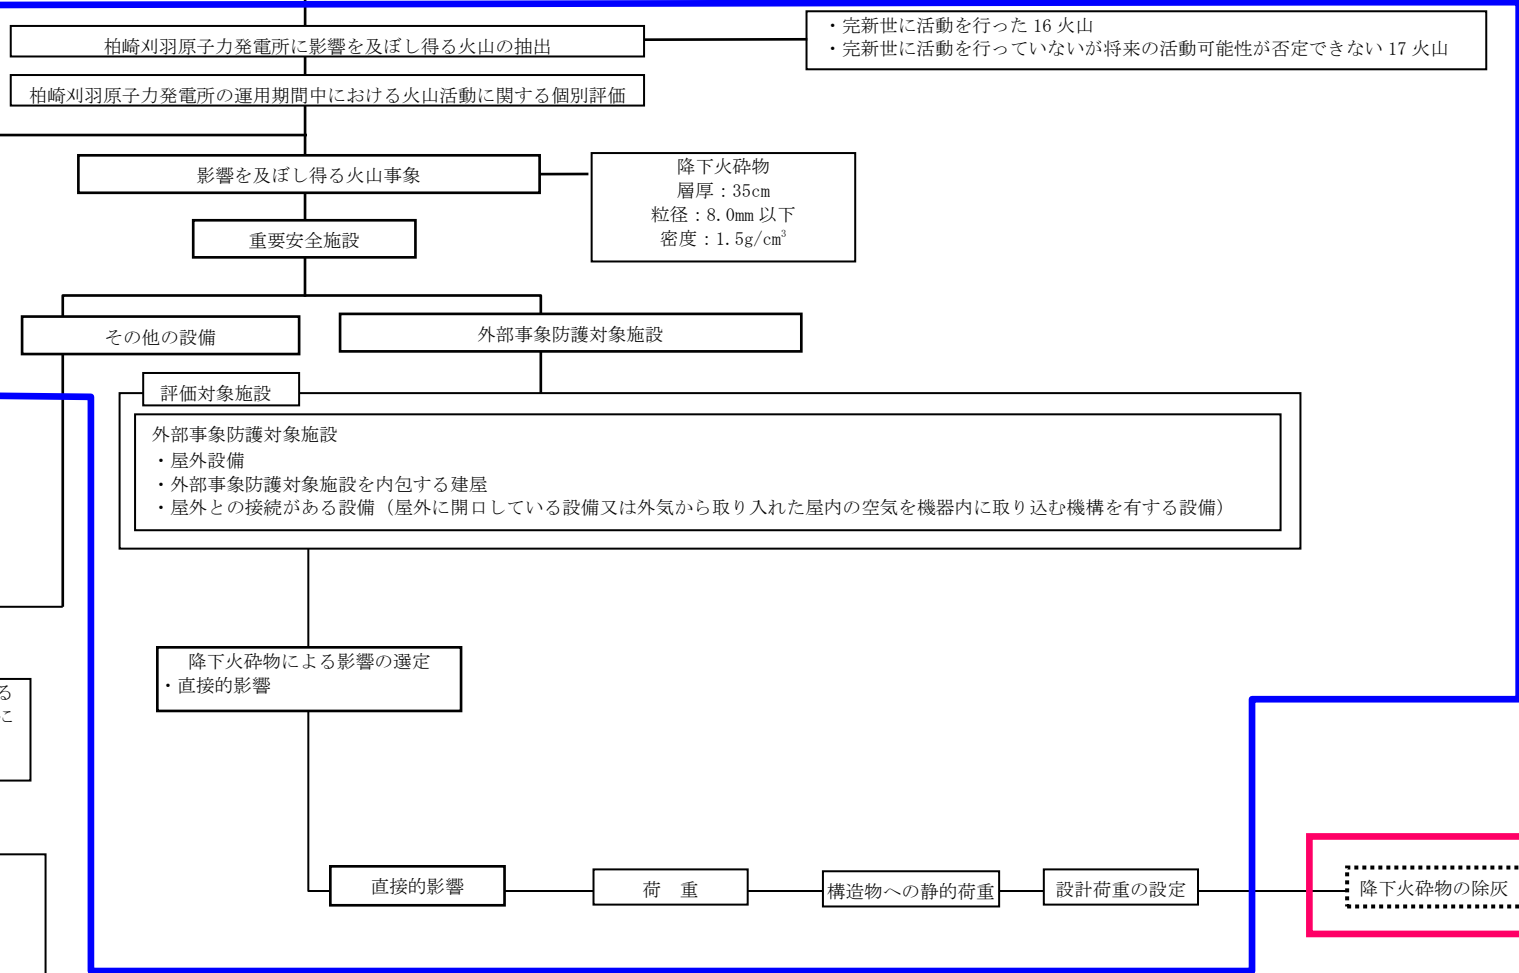 柏崎刈羽原子力発電所に影響を及ぼし得る火山の抽出
・完新世に活動を行った 16 火山
・完新世に活動を行っていないが将来の活動可能性が否定できない 17 火山
柏崎刈羽原子力発電所の運用期間中における火山活動に関する個別評価
影響を及ぼし得る火山事象
降下火砕物
層厚：35cm
粒径：8.0mm 以下
密度：1.5g/cm³
重要安全施設
その他の設備
外部事象防護対象施設
評価対象施設
外部事象防護対象施設
・屋外設備
・外部事象防護対象施設を内包する建屋
・屋外との接続がある設備（屋外に開口している設備又は外気から取り入れた屋内の空気を機器内に取り込む機構を有する設備）
降下火砕物による影響の選定
・直接的影響
る
に
直接的影響
荷　重
構造物への静的荷重
設計荷重の設定
降下火砕物の除灰